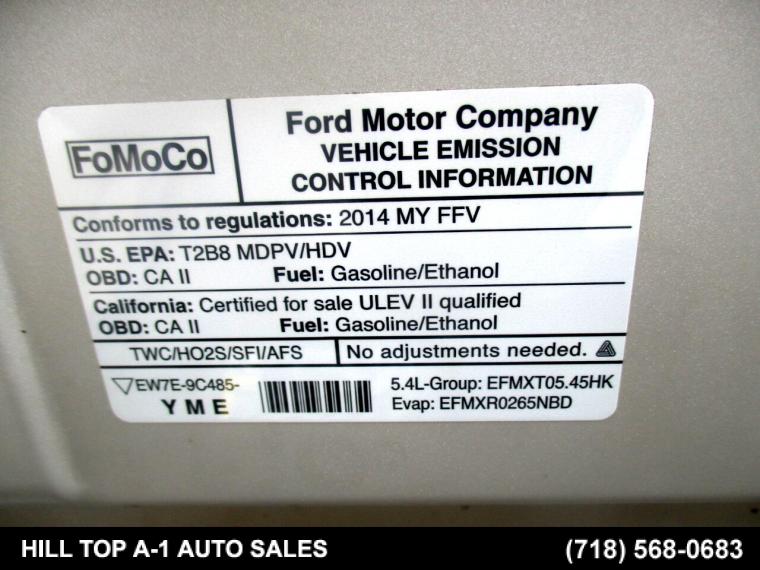 FoMoCo
Ford Motor Company
VEHICLE EMISSION
CONTROL INFORMATION
Conforms to regulations: 2014 MY FFV
U.S. EPA: T2B8 MDPV/HDV
OBD: CA II Fuel: Gasoline/Ethanol
California: Certified for sale ULEV II qualified
OBD: CA II Fuel: Gasoline/Ethanol
TWC/HO2S/SFI/AFS No adjustments needed.
EW7E-9C485- 5.4L-Group: EFMXT05.45HK
Y M E Evap: EFMXR0265NBD
HILL TOP A-1 AUTO SALES (718) 568-0683